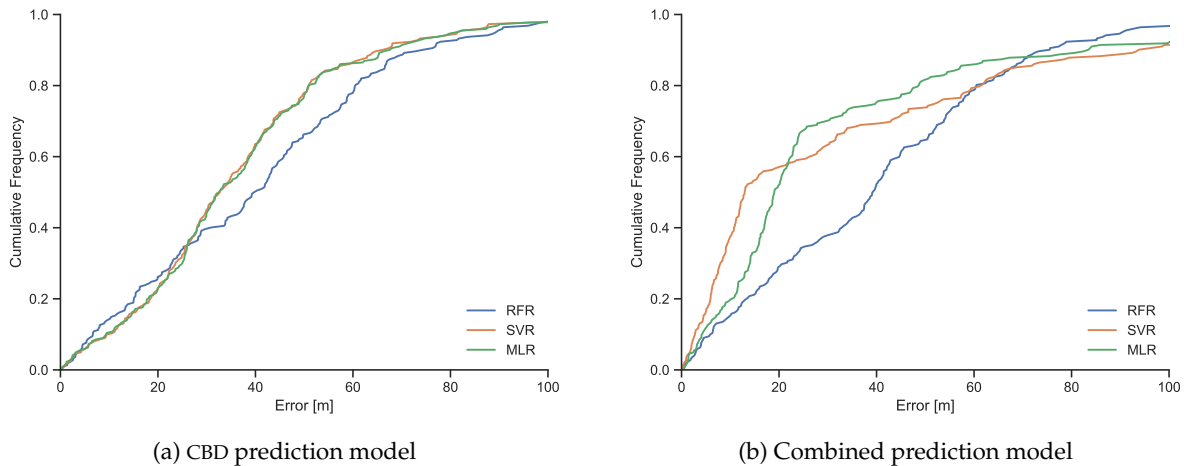 1.0
0.8
0.6
0.4
0.2
0.0
Cumulative Frequency
0 20 40 60 80 100
Error [m]
RFR
SVR
MLR
(a) CBD prediction model
1.0
0.8
0.6
0.4
0.2
0.0
Cumulative Frequency
0 20 40 60 80 100
Error [m]
RFR
SVR
MLR
(b) Combined prediction model